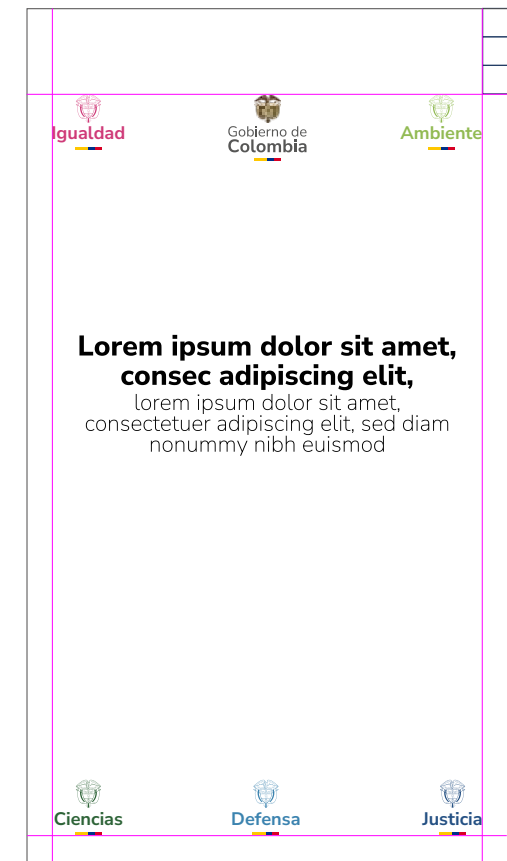 Igualdad
Gobierno de
Colombia
Ambiente
Lorem ipsum dolor sit amet,
consec adipiscing elit,
lorem ipsum dolor sit amet,
consectetuer adipiscing elit, sed diam
nonummy nibh euismod
Ciencias
Defensa
Justicia